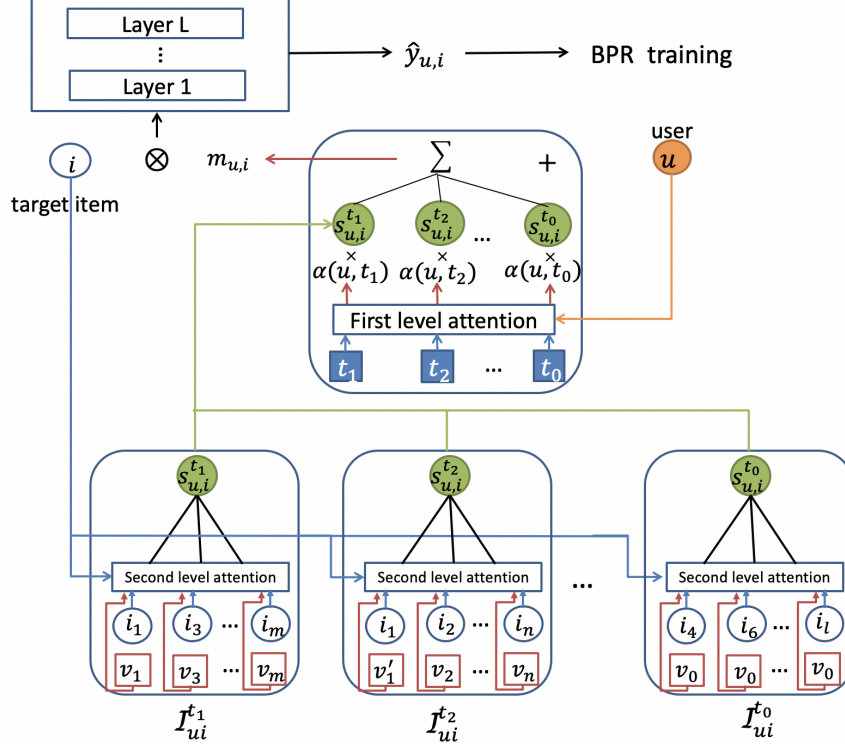 Layer L
⋮
Layer 1
ŷ_{u,i}
BPR training
i
⊗
m_{u,i}
∑
+
user
u
target item
s_{u,i}^{t_1} s_{u,i}^{t_2} ... s_{u,i}^{t_0}
× × ×
α(u, t_1) α(u, t_2) α(u, t_0)
First level attention
t_1 t_2 ... t_0
s_{u,i}^{t_1}
Second level attention
i_1 i_3 ... i_m
v_1 v_3 ... v_m
I_{ui}^{t_1}
s_{u,i}^{t_2}
Second level attention
i_1 i_2 ... i_n
v_1' v_2 ... v_n
I_{ui}^{t_2}
...
s_{u,i}^{t_0}
Second level attention
i_4 i_6 ... i_l
v_0 v_0 ... v_0
I_{ui}^{t_0}